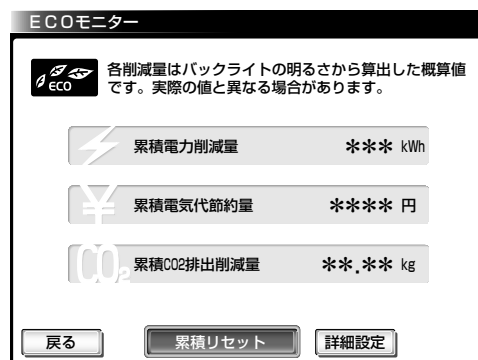 ECOモニター
ECO
各削減量はバックライトの明るさから算出した概算値
です。実際の値と異なる場合があります。
累積電力削減量 *** kWh
¥ 累積電気代節約量 **** 円
CO2 累積CO2排出削減量 **.** kg
戻る 累積リセット 詳細設定